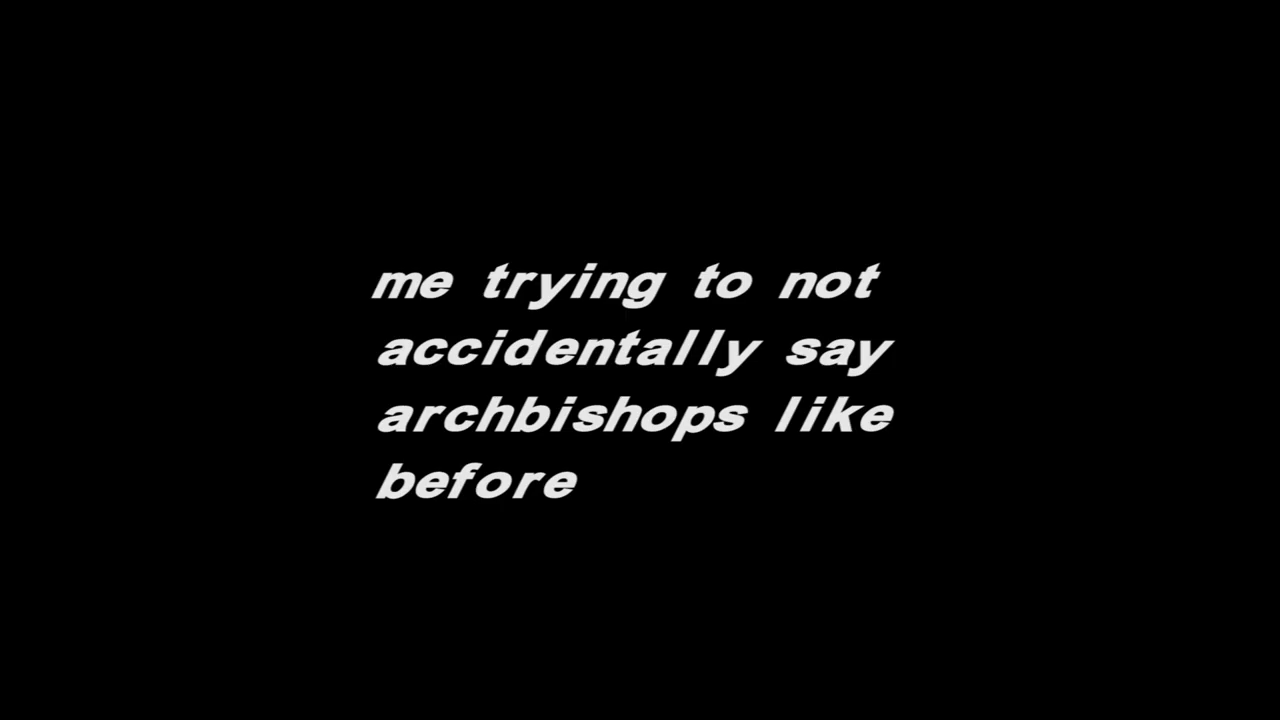 me trying to not
accidentally say
archbishops like
before